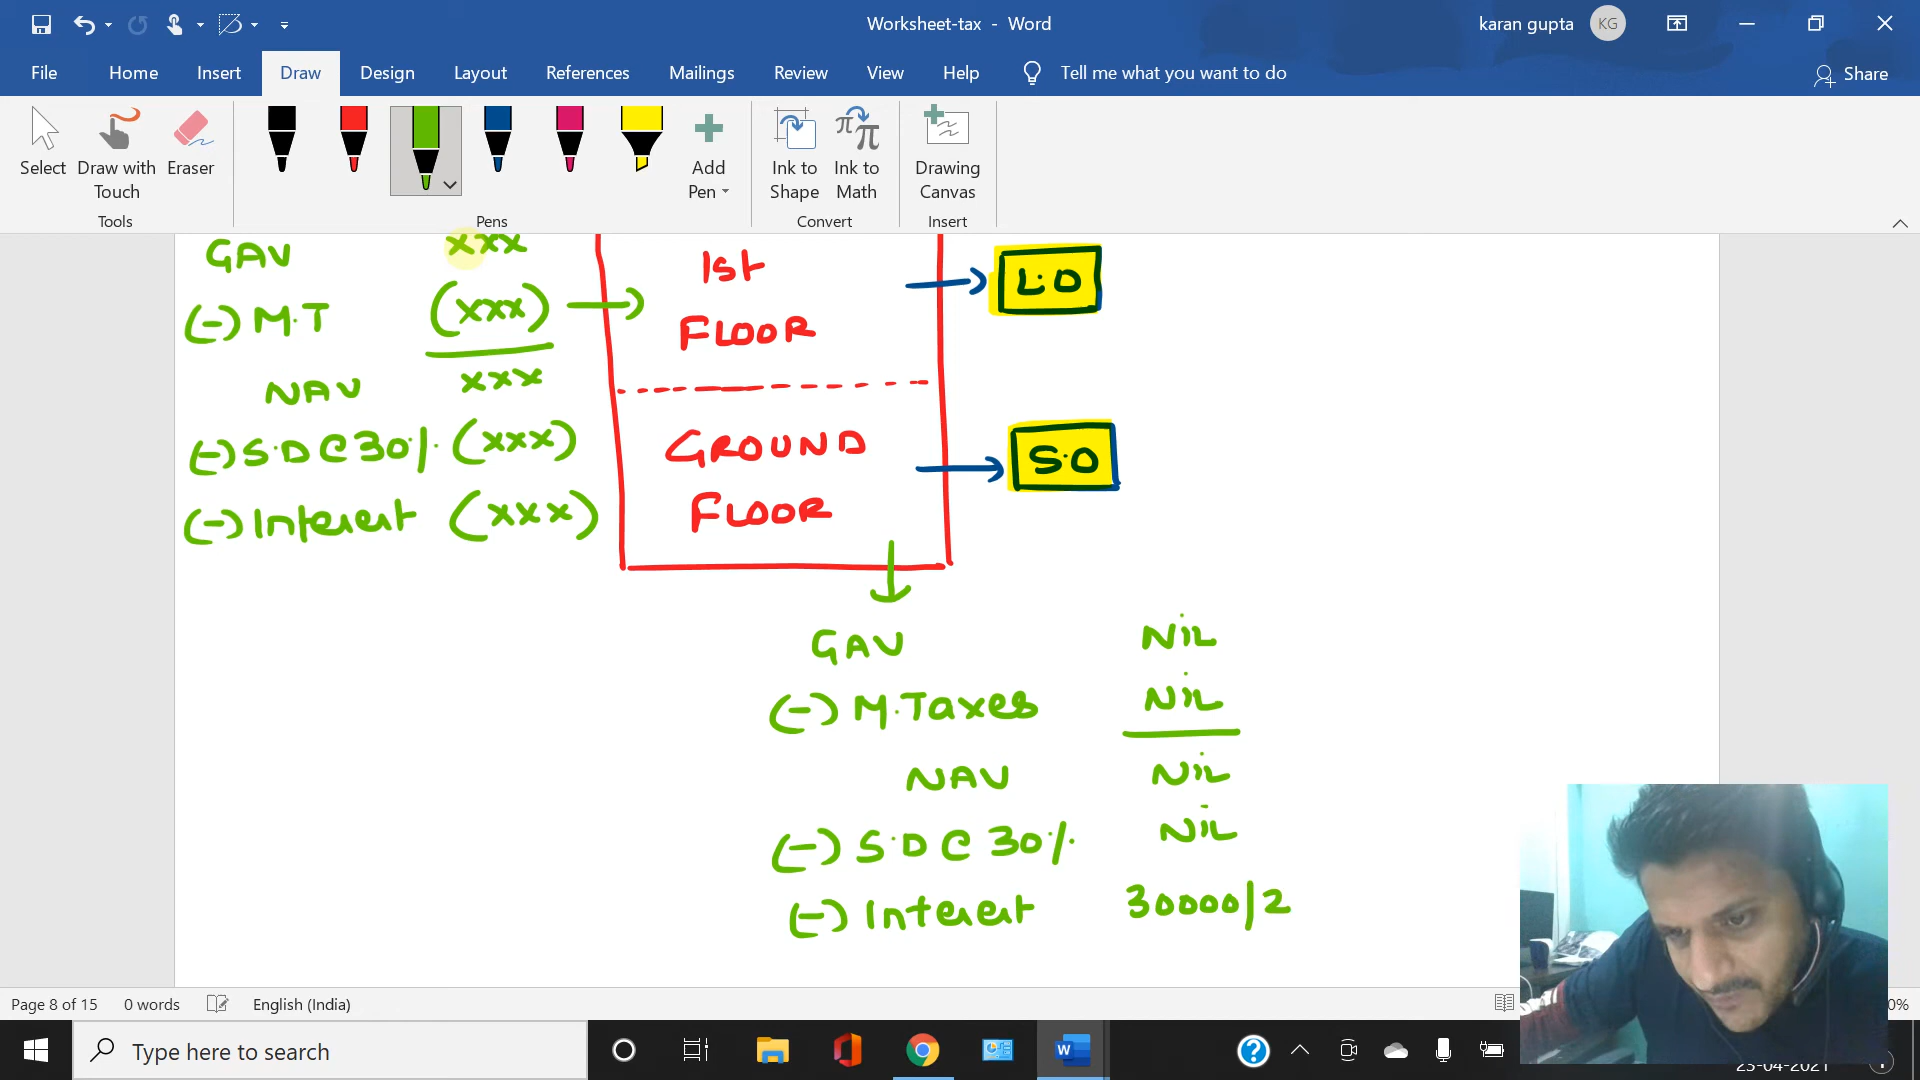 Worksheet-tax - Word
karan gupta KG
File Home Insert Draw Design Layout References Mailings Review View Help Tell me what you want to do Share
Select Draw with Touch Eraser Add Pen Ink to Shape Ink to Math Drawing Canvas
Tools Pens Convert Insert
GAV xxx
(-) M.T (xxx)
NAV xxx
(-) S.D @ 30% (xxx)
(-) Interest (xxx)
1st
FLOOR
L.O
GROUND
FLOOR
S.O
GAV Nil
(-) M.Taxes Nil
NAV Nil
(-) S.D @ 30% Nil
(-) Interest 30000/2
Page 8 of 15 0 words English (India)
Type here to search